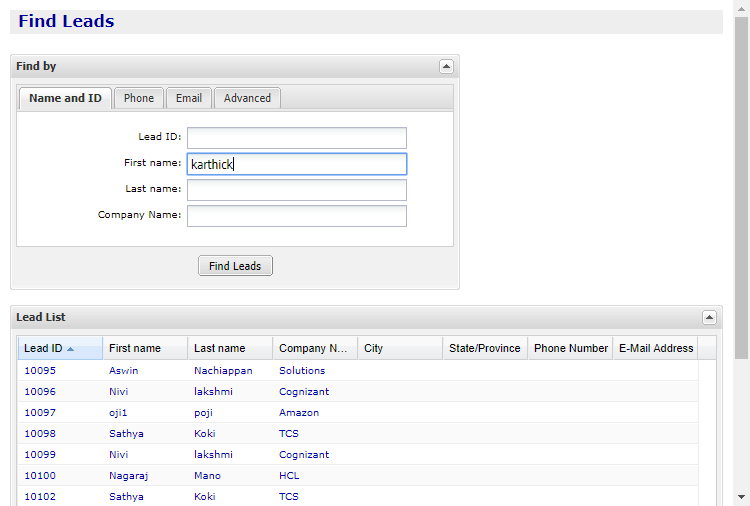 Find Leads
Find by
Name and ID Phone Email Advanced
Lead ID:
First name: karthick
Last name:
Company Name:
Find Leads
Lead List
Lead ID First name Last name Company N... City State/Province Phone Number E-Mail Address
10095 Aswin Nachiappan Solutions
10096 Nivi lakshmi Cognizant
10097 oji1 poji Amazon
10098 Sathya Koki TCS
10099 Nivi lakshmi Cognizant
10100 Nagaraj Mano HCL
10102 Sathya Koki TCS